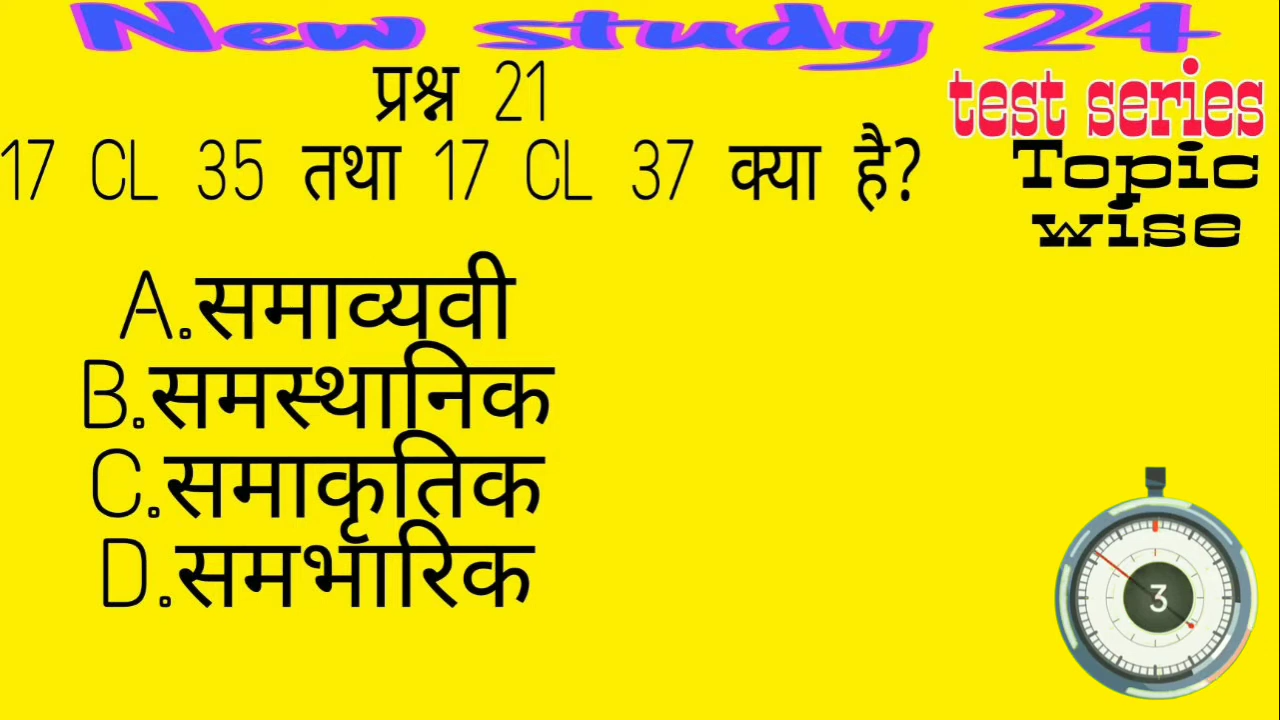 New study 24
test series
Topic
wise
प्रश्न 21
17 CL 35 तथा 17 CL 37 क्या है?
A.समाव्यवी
B.समस्थानिक
C.समाकृतिक
D.समभारिक
3